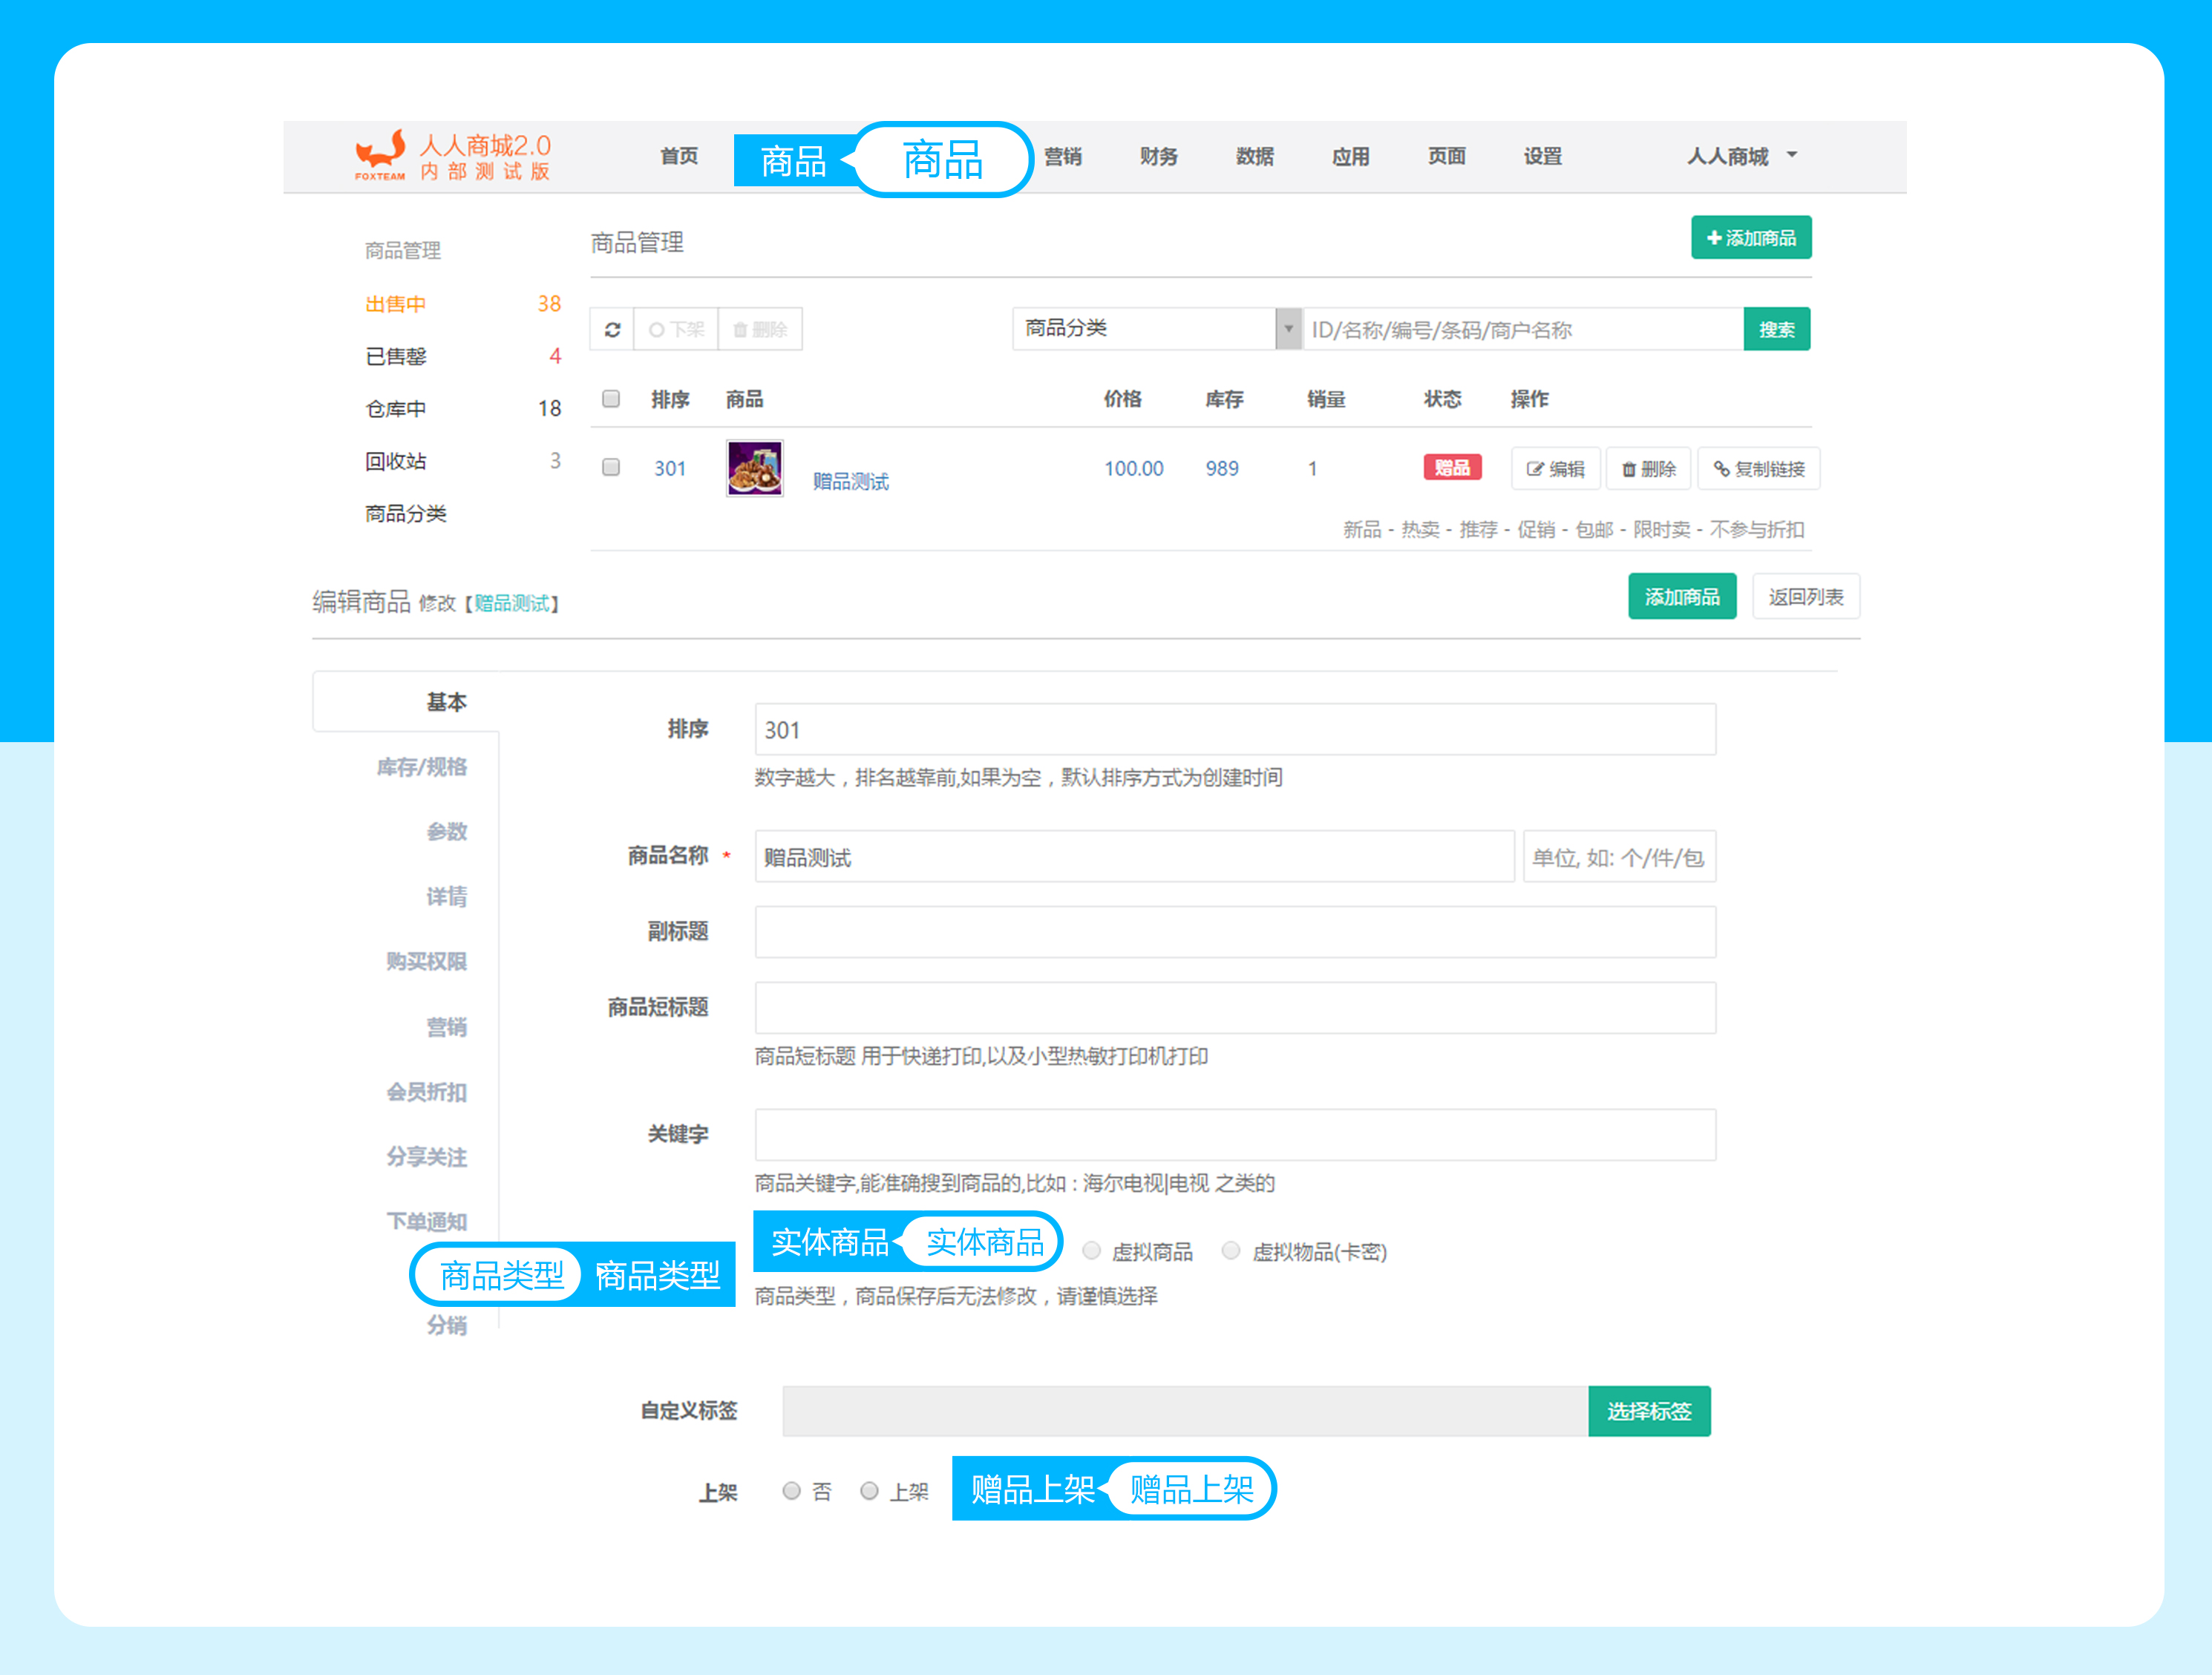 人人商城2.0
FOXTEAM 内部测试版
首页 商品 商品 营销 财务 数据 应用 页面 设置 人人商城
商品管理
出售中 38
已售罄 4
仓库中 18
回收站 3
商品分类
商品管理 添加商品
下架 删除 商品分类 ID/名称/编号/条码/商户名称 搜索
排序 商品 价格 库存 销量 状态 操作
301 赠品测试 100.00 989 1 赠品 编辑 删除 复制链接
新品 - 热卖 - 推荐 - 促销 - 包邮 - 限时卖 - 不参与折扣
编辑商品 修改【赠品测试】 添加商品 返回列表
基本
库存/规格
参数
详情
购买权限
营销
会员折扣
分享关注
下单通知
分销
排序 301
数字越大，排名越靠前,如果为空，默认排序方式为创建时间
商品名称 * 赠品测试 单位, 如: 个/件/包
副标题
商品短标题
商品短标题 用于快递打印,以及小型热敏打印机打印
关键字
商品关键字,能准确搜到商品的,比如：海尔电视|电视 之类的
商品类型 商品类型 实体商品 实体商品 虚拟商品 虚拟物品(卡密)
商品类型，商品保存后无法修改，请谨慎选择
自定义标签 选择标签
上架 否 上架 赠品上架 赠品上架